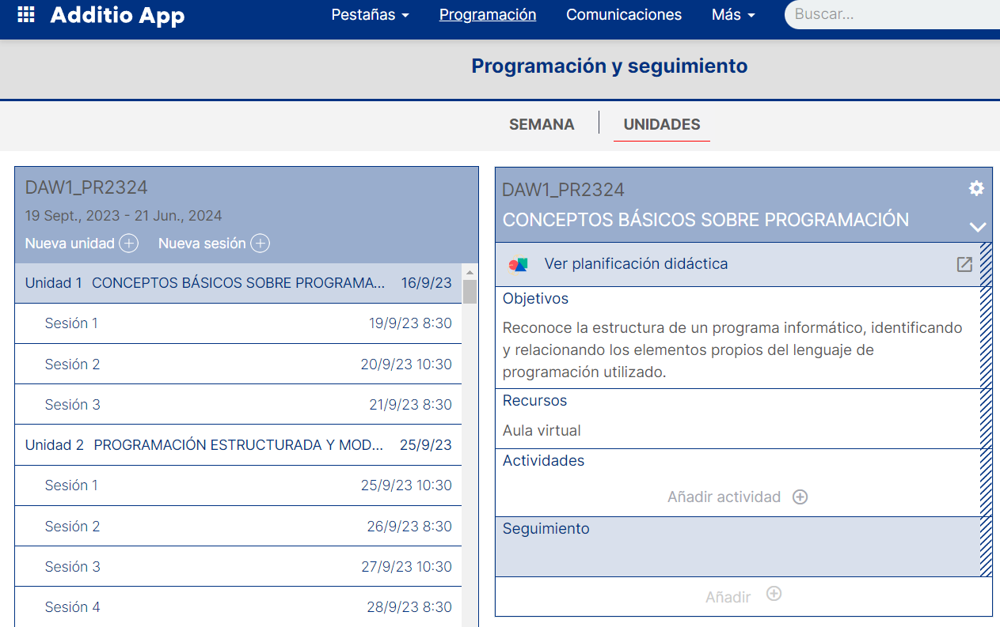 Additio App
Pestañas
Programación
Comunicaciones
Más
Buscar...
Programación y seguimiento
SEMANA
UNIDADES
DAW1_PR2324
19 Sept., 2023 - 21 Jun., 2024
Nueva unidad
Nueva sesión
Unidad 1 CONCEPTOS BÁSICOS SOBRE PROGRAMA... 16/9/23
Sesión 1 19/9/23 8:30
Sesión 2 20/9/23 10:30
Sesión 3 21/9/23 8:30
Unidad 2 PROGRAMACIÓN ESTRUCTURADA Y MOD... 25/9/23
Sesión 1 25/9/23 10:30
Sesión 2 26/9/23 8:30
Sesión 3 27/9/23 10:30
Sesión 4 28/9/23 8:30
DAW1_PR2324
CONCEPTOS BÁSICOS SOBRE PROGRAMACIÓN
Ver planificación didáctica
Objetivos
Reconoce la estructura de un programa informático, identificando
y relacionando los elementos propios del lenguaje de
programación utilizado.
Recursos
Aula virtual
Actividades
Añadir actividad
Seguimiento
Añadir